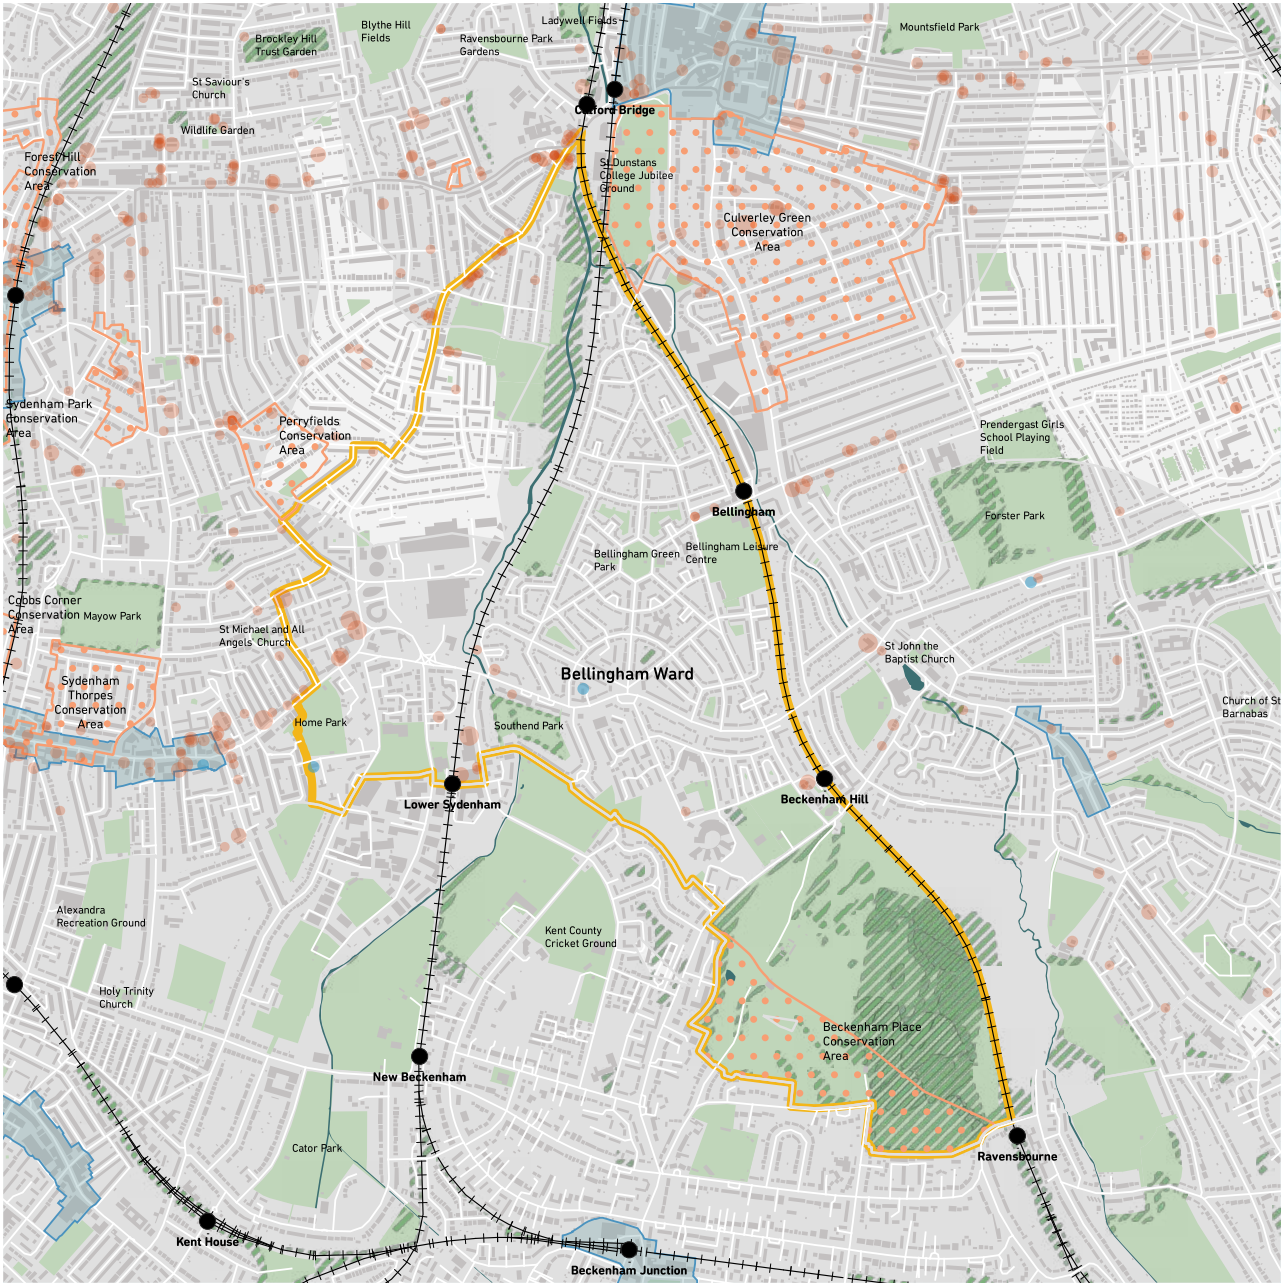 Ladywell Fields
Blythe Hill
Fields
Mountsfield Park
Brockley Hill
Trust Garden
Ravensbourne Park
Gardens
St Saviour's
Church
Catford Bridge
Wildlife Garden
Forest Hill
Conservation
Area
St Dunstans
College Jubilee
Ground
Culverley Green
Conservation
Area
Sydenham Park
Conservation
Area
Perryfields
Conservation
Area
Prendergast Girls
School Playing
Field
Bellingham
Forster Park
Bellingham Green
Park
Bellingham Leisure
Centre
Cobbs Corner
Conservation
Area
Mayow Park
St Michael and All
Angels' Church
St John the
Baptist Church
Bellingham Ward
Sydenham
Thorpes
Conservation
Area
Church of St
Barnabas
Home Park
Southend Park
Lower Sydenham
Beckenham Hill
Alexandra
Recreation Ground
Kent County
Cricket Ground
Holy Trinity
Church
Beckenham Place
Conservation
Area
New Beckenham
Cator Park
Ravensbourne
Kent House
Beckenham Junction